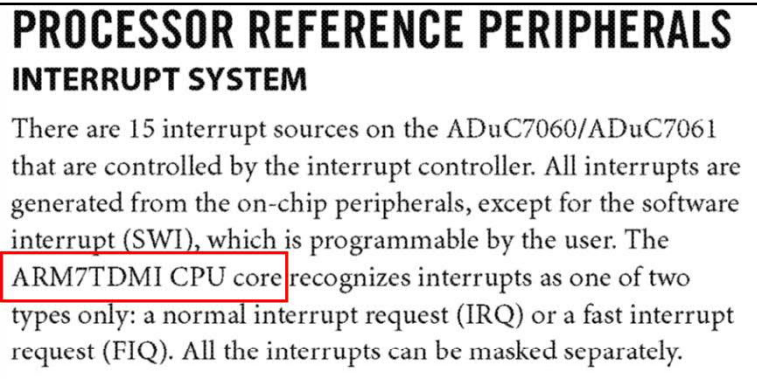 PROCESSOR REFERENCE PERIPHERALS
INTERRUPT SYSTEM
There are 15 interrupt sources on the ADuC7060/ADuC7061
that are controlled by the interrupt controller. All interrupts are
generated from the on-chip peripherals, except for the software
interrupt (SWI), which is programmable by the user. The
ARM7TDMI CPU core recognizes interrupts as one of two
types only: a normal interrupt request (IRQ) or a fast interrupt
request (FIQ). All the interrupts can be masked separately.